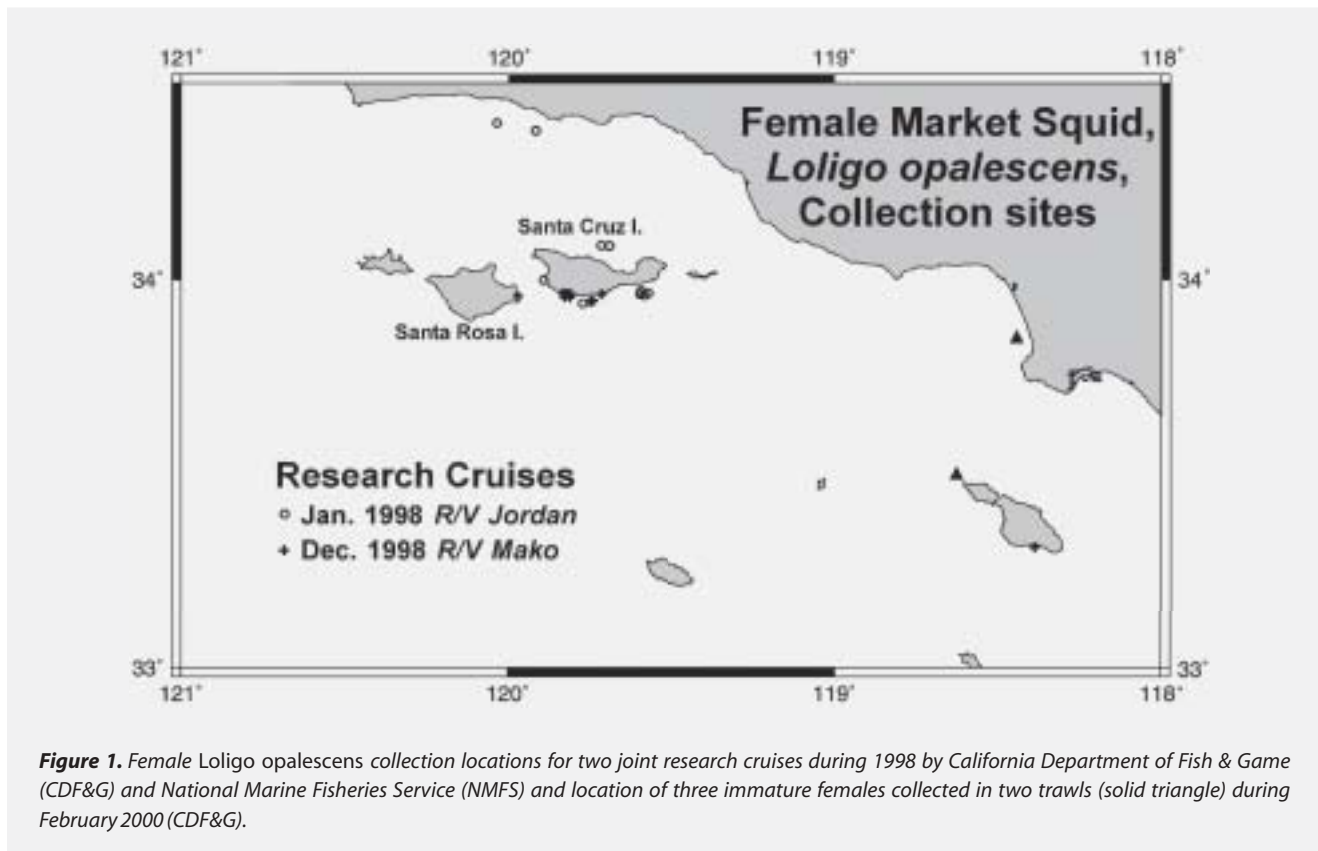 121° 120° 119° 118°
Female Market Squid,
Loligo opalescens,
Collection sites
Santa Cruz I.
34° 34°
Santa Rosa I.
Research Cruises
Jan. 1998 R/V Jordan
Dec. 1998 R/V Mako
33° 33°
121° 120° 119° 118°
Figure 1. Female Loligo opalescens collection locations for two joint research cruises during 1998 by California Department of Fish & Game
(CDF&G) and National Marine Fisheries Service (NMFS) and location of three immature females collected in two trawls (solid triangle) during
February 2000 (CDF&G).